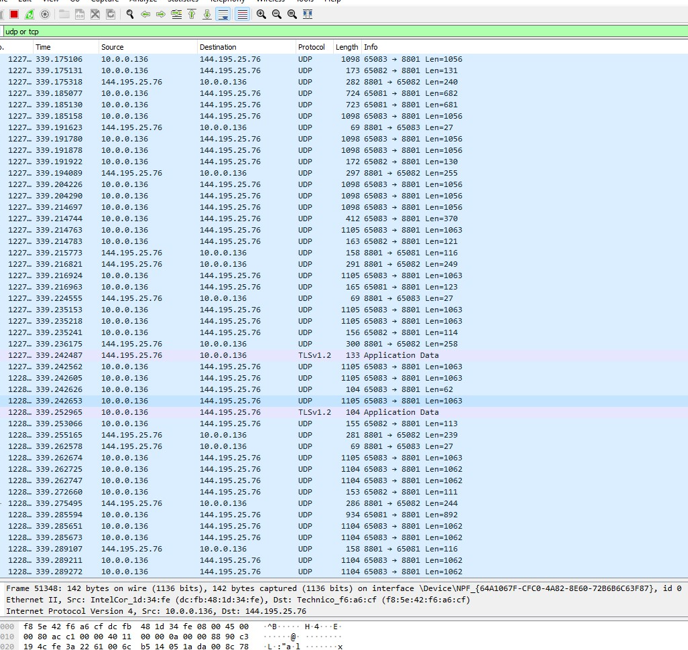 udp or tcp
Time Source Destination Protocol Length Info
1227… 339.175106 10.0.0.136 144.195.25.76 UDP 1098 65083 → 8801 Len=1056
1227… 339.175131 10.0.0.136 144.195.25.76 UDP 173 65082 → 8801 Len=131
1227… 339.175318 144.195.25.76 10.0.0.136 UDP 282 8801 → 65082 Len=240
1227… 339.185077 10.0.0.136 144.195.25.76 UDP 724 65081 → 8801 Len=682
1227… 339.185130 10.0.0.136 144.195.25.76 UDP 723 65081 → 8801 Len=681
1227… 339.185158 10.0.0.136 144.195.25.76 UDP 1098 65083 → 8801 Len=1056
1227… 339.191623 144.195.25.76 10.0.0.136 UDP 69 8801 → 65083 Len=27
1227… 339.191780 10.0.0.136 144.195.25.76 UDP 1098 65083 → 8801 Len=1056
1227… 339.191878 10.0.0.136 144.195.25.76 UDP 1098 65083 → 8801 Len=1056
1227… 339.191922 10.0.0.136 144.195.25.76 UDP 172 65082 → 8801 Len=130
1227… 339.194089 144.195.25.76 10.0.0.136 UDP 297 8801 → 65082 Len=255
1227… 339.204226 10.0.0.136 144.195.25.76 UDP 1098 65083 → 8801 Len=1056
1227… 339.204290 10.0.0.136 144.195.25.76 UDP 1098 65083 → 8801 Len=1056
1227… 339.214697 10.0.0.136 144.195.25.76 UDP 1098 65083 → 8801 Len=1056
1227… 339.214744 10.0.0.136 144.195.25.76 UDP 412 65083 → 8801 Len=370
1227… 339.214763 10.0.0.136 144.195.25.76 UDP 1105 65083 → 8801 Len=1063
1227… 339.214783 10.0.0.136 144.195.25.76 UDP 163 65082 → 8801 Len=121
1227… 339.215773 144.195.25.76 10.0.0.136 UDP 158 8801 → 65081 Len=116
1227… 339.216821 144.195.25.76 10.0.0.136 UDP 291 8801 → 65082 Len=249
1227… 339.216924 10.0.0.136 144.195.25.76 UDP 1105 65083 → 8801 Len=1063
1227… 339.216963 10.0.0.136 144.195.25.76 UDP 165 65081 → 8801 Len=123
1227… 339.224555 144.195.25.76 10.0.0.136 UDP 69 8801 → 65083 Len=27
1227… 339.235153 10.0.0.136 144.195.25.76 UDP 1105 65083 → 8801 Len=1063
1227… 339.235218 10.0.0.136 144.195.25.76 UDP 1105 65083 → 8801 Len=1063
1227… 339.235241 10.0.0.136 144.195.25.76 UDP 156 65082 → 8801 Len=114
1227… 339.236175 144.195.25.76 10.0.0.136 UDP 300 8801 → 65082 Len=258
1227… 339.242487 144.195.25.76 10.0.0.136 TLSv1.2 133 Application Data
1227… 339.242562 10.0.0.136 144.195.25.76 UDP 1105 65083 → 8801 Len=1063
1228… 339.242605 10.0.0.136 144.195.25.76 UDP 1105 65083 → 8801 Len=1063
1228… 339.242626 10.0.0.136 144.195.25.76 UDP 104 65083 → 8801 Len=62
1228… 339.242653 10.0.0.136 144.195.25.76 UDP 1105 65083 → 8801 Len=1063
1228… 339.252965 10.0.0.136 144.195.25.76 TLSv1.2 104 Application Data
1228… 339.253066 10.0.0.136 144.195.25.76 UDP 155 65082 → 8801 Len=113
1228… 339.255165 144.195.25.76 10.0.0.136 UDP 281 8801 → 65082 Len=239
1228… 339.262578 144.195.25.76 10.0.0.136 UDP 69 8801 → 65083 Len=27
1228… 339.262674 10.0.0.136 144.195.25.76 UDP 1105 65083 → 8801 Len=1063
1228… 339.262725 10.0.0.136 144.195.25.76 UDP 1104 65083 → 8801 Len=1062
1228… 339.262747 10.0.0.136 144.195.25.76 UDP 1104 65083 → 8801 Len=1062
1228… 339.272660 10.0.0.136 144.195.25.76 UDP 153 65082 → 8801 Len=111
1228… 339.275495 144.195.25.76 10.0.0.136 UDP 286 8801 → 65082 Len=244
1228… 339.285594 10.0.0.136 144.195.25.76 UDP 934 65081 → 8801 Len=892
1228… 339.285651 10.0.0.136 144.195.25.76 UDP 1104 65083 → 8801 Len=1062
1228… 339.285673 10.0.0.136 144.195.25.76 UDP 1104 65083 → 8801 Len=1062
1228… 339.289107 144.195.25.76 10.0.0.136 UDP 158 8801 → 65081 Len=116
1228… 339.289211 10.0.0.136 144.195.25.76 UDP 1104 65083 → 8801 Len=1062
1228… 339.289272 10.0.0.136 144.195.25.76 UDP 1104 65083 → 8801 Len=1062
Frame 51348: 142 bytes on wire (1136 bits), 142 bytes captured (1136 bits) on interface \Device\NPF_{64A1067F-CFC0-4A82-8E60-72B6B6C63F87}, id 0
Ethernet II, Src: IntelCor_1d:34:fe (dc:fb:48:1d:34:fe), Dst: Technico_f6:a6:cf (f8:5e:42:f6:a6:cf)
Internet Protocol Version 4, Src: 10.0.0.136, Dst: 144.195.25.76
000 f8 5e 42 f6 a6 cf dc fb 48 1d 34 fe 08 00 45 00 ·^B····· H·4···E·
010 00 80 ac c1 00 00 40 11 00 00 0a 00 00 88 90 c3 ······@· ········
020 19 4c fe 3a 22 61 00 6c b5 14 05 1a da 00 8c 78 ·L·:"a·l ·······x